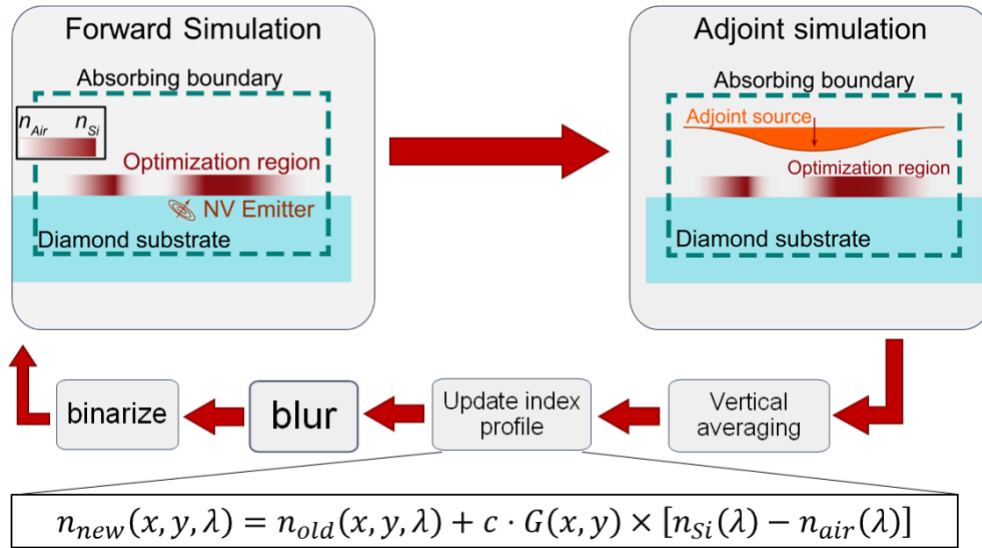 Forward Simulation
Absorbing boundary
n_Air n_Si
Optimization region
NV Emitter
Diamond substrate
Adjoint simulation
Absorbing boundary
Adjoint source
Optimization region
Diamond substrate
binarize
blur
Update index
profile
Vertical
averaging
n_new(x, y, λ) = n_old(x, y, λ) + c · G(x, y) × [n_Si(λ) − n_air(λ)]